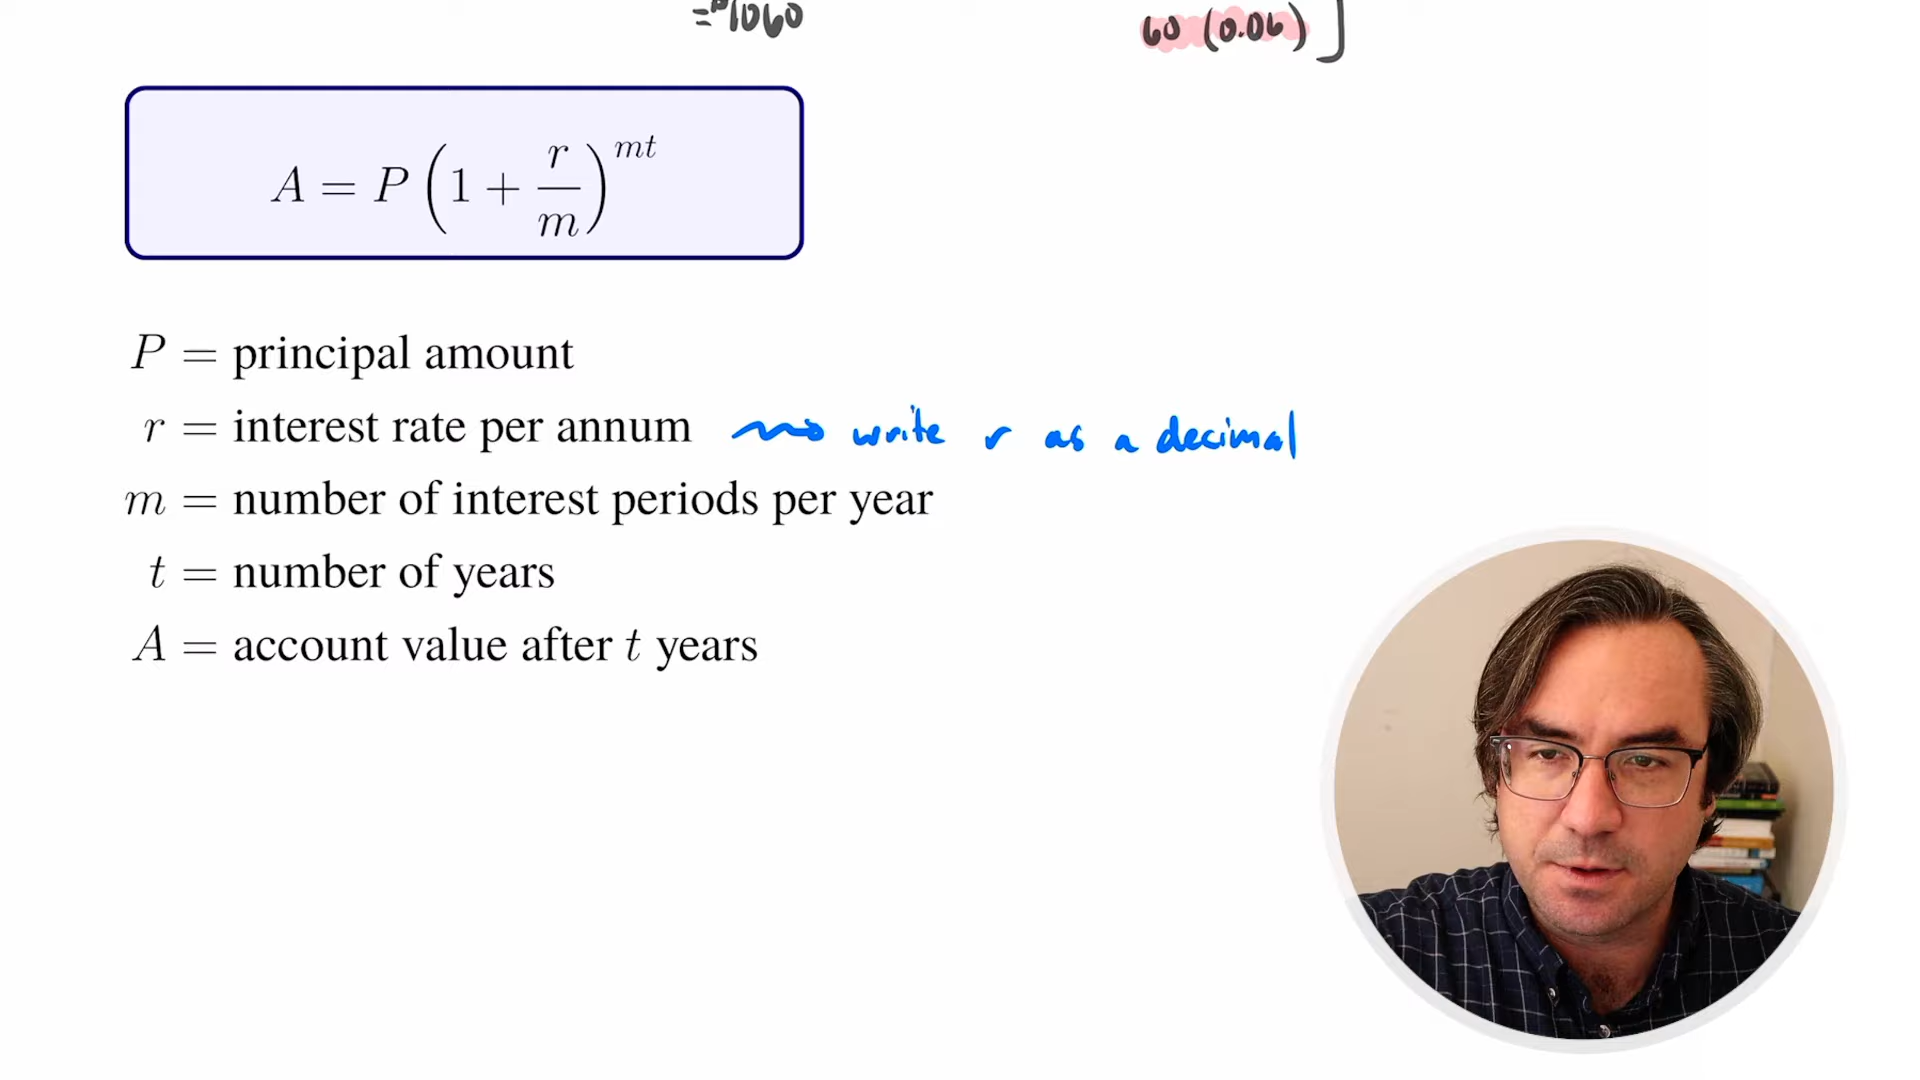 = $1060
60 (0.06) ]
A = P (1 + r/m)^{mt}
P = principal amount
r = interest rate per annum ⟿ write r as a decimal
m = number of interest periods per year
t = number of years
A = account value after t years